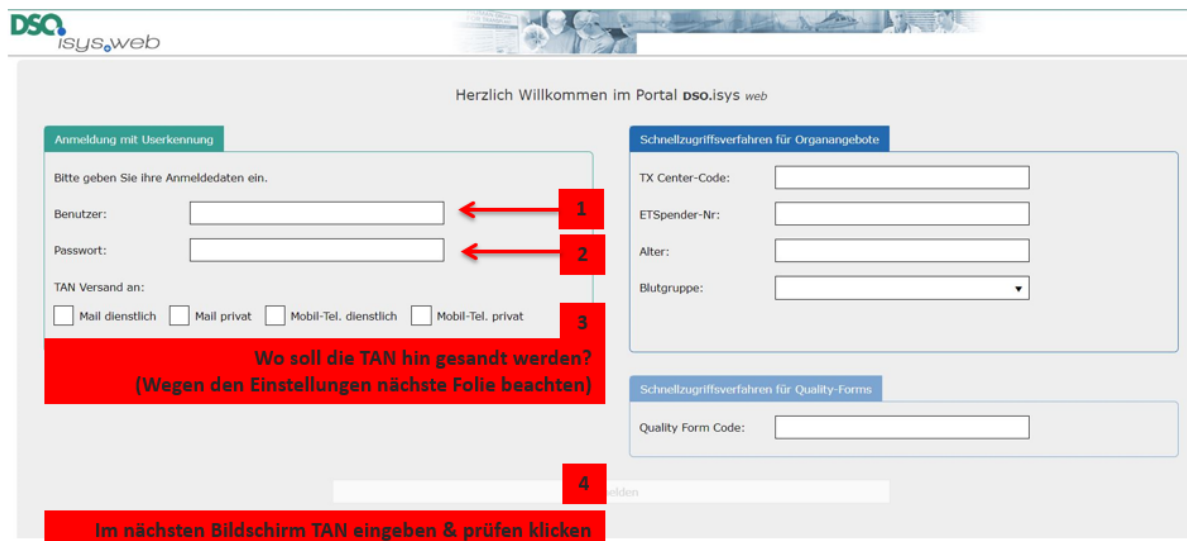 DSO.
isys.web
Herzlich Willkommen im Portal DSO.isys web
Anmeldung mit Userkennung
Bitte geben Sie ihre Anmeldedaten ein.
Benutzer:
1
Passwort:
2
TAN Versand an:
Mail dienstlich
Mail privat
Mobil-Tel. dienstlich
Mobil-Tel. privat
3
Wo soll die TAN hin gesandt werden?
(Wegen den Einstellungen nächste Folie beachten)
Schnellzugriffsverfahren für Organangebote
TX Center-Code:
ETSpender-Nr:
Alter:
Blutgruppe:
Schnellzugriffsverfahren für Quality-Forms
Quality Form Code:
4
elden
Im nächsten Bildschirm TAN eingeben & prüfen klicken